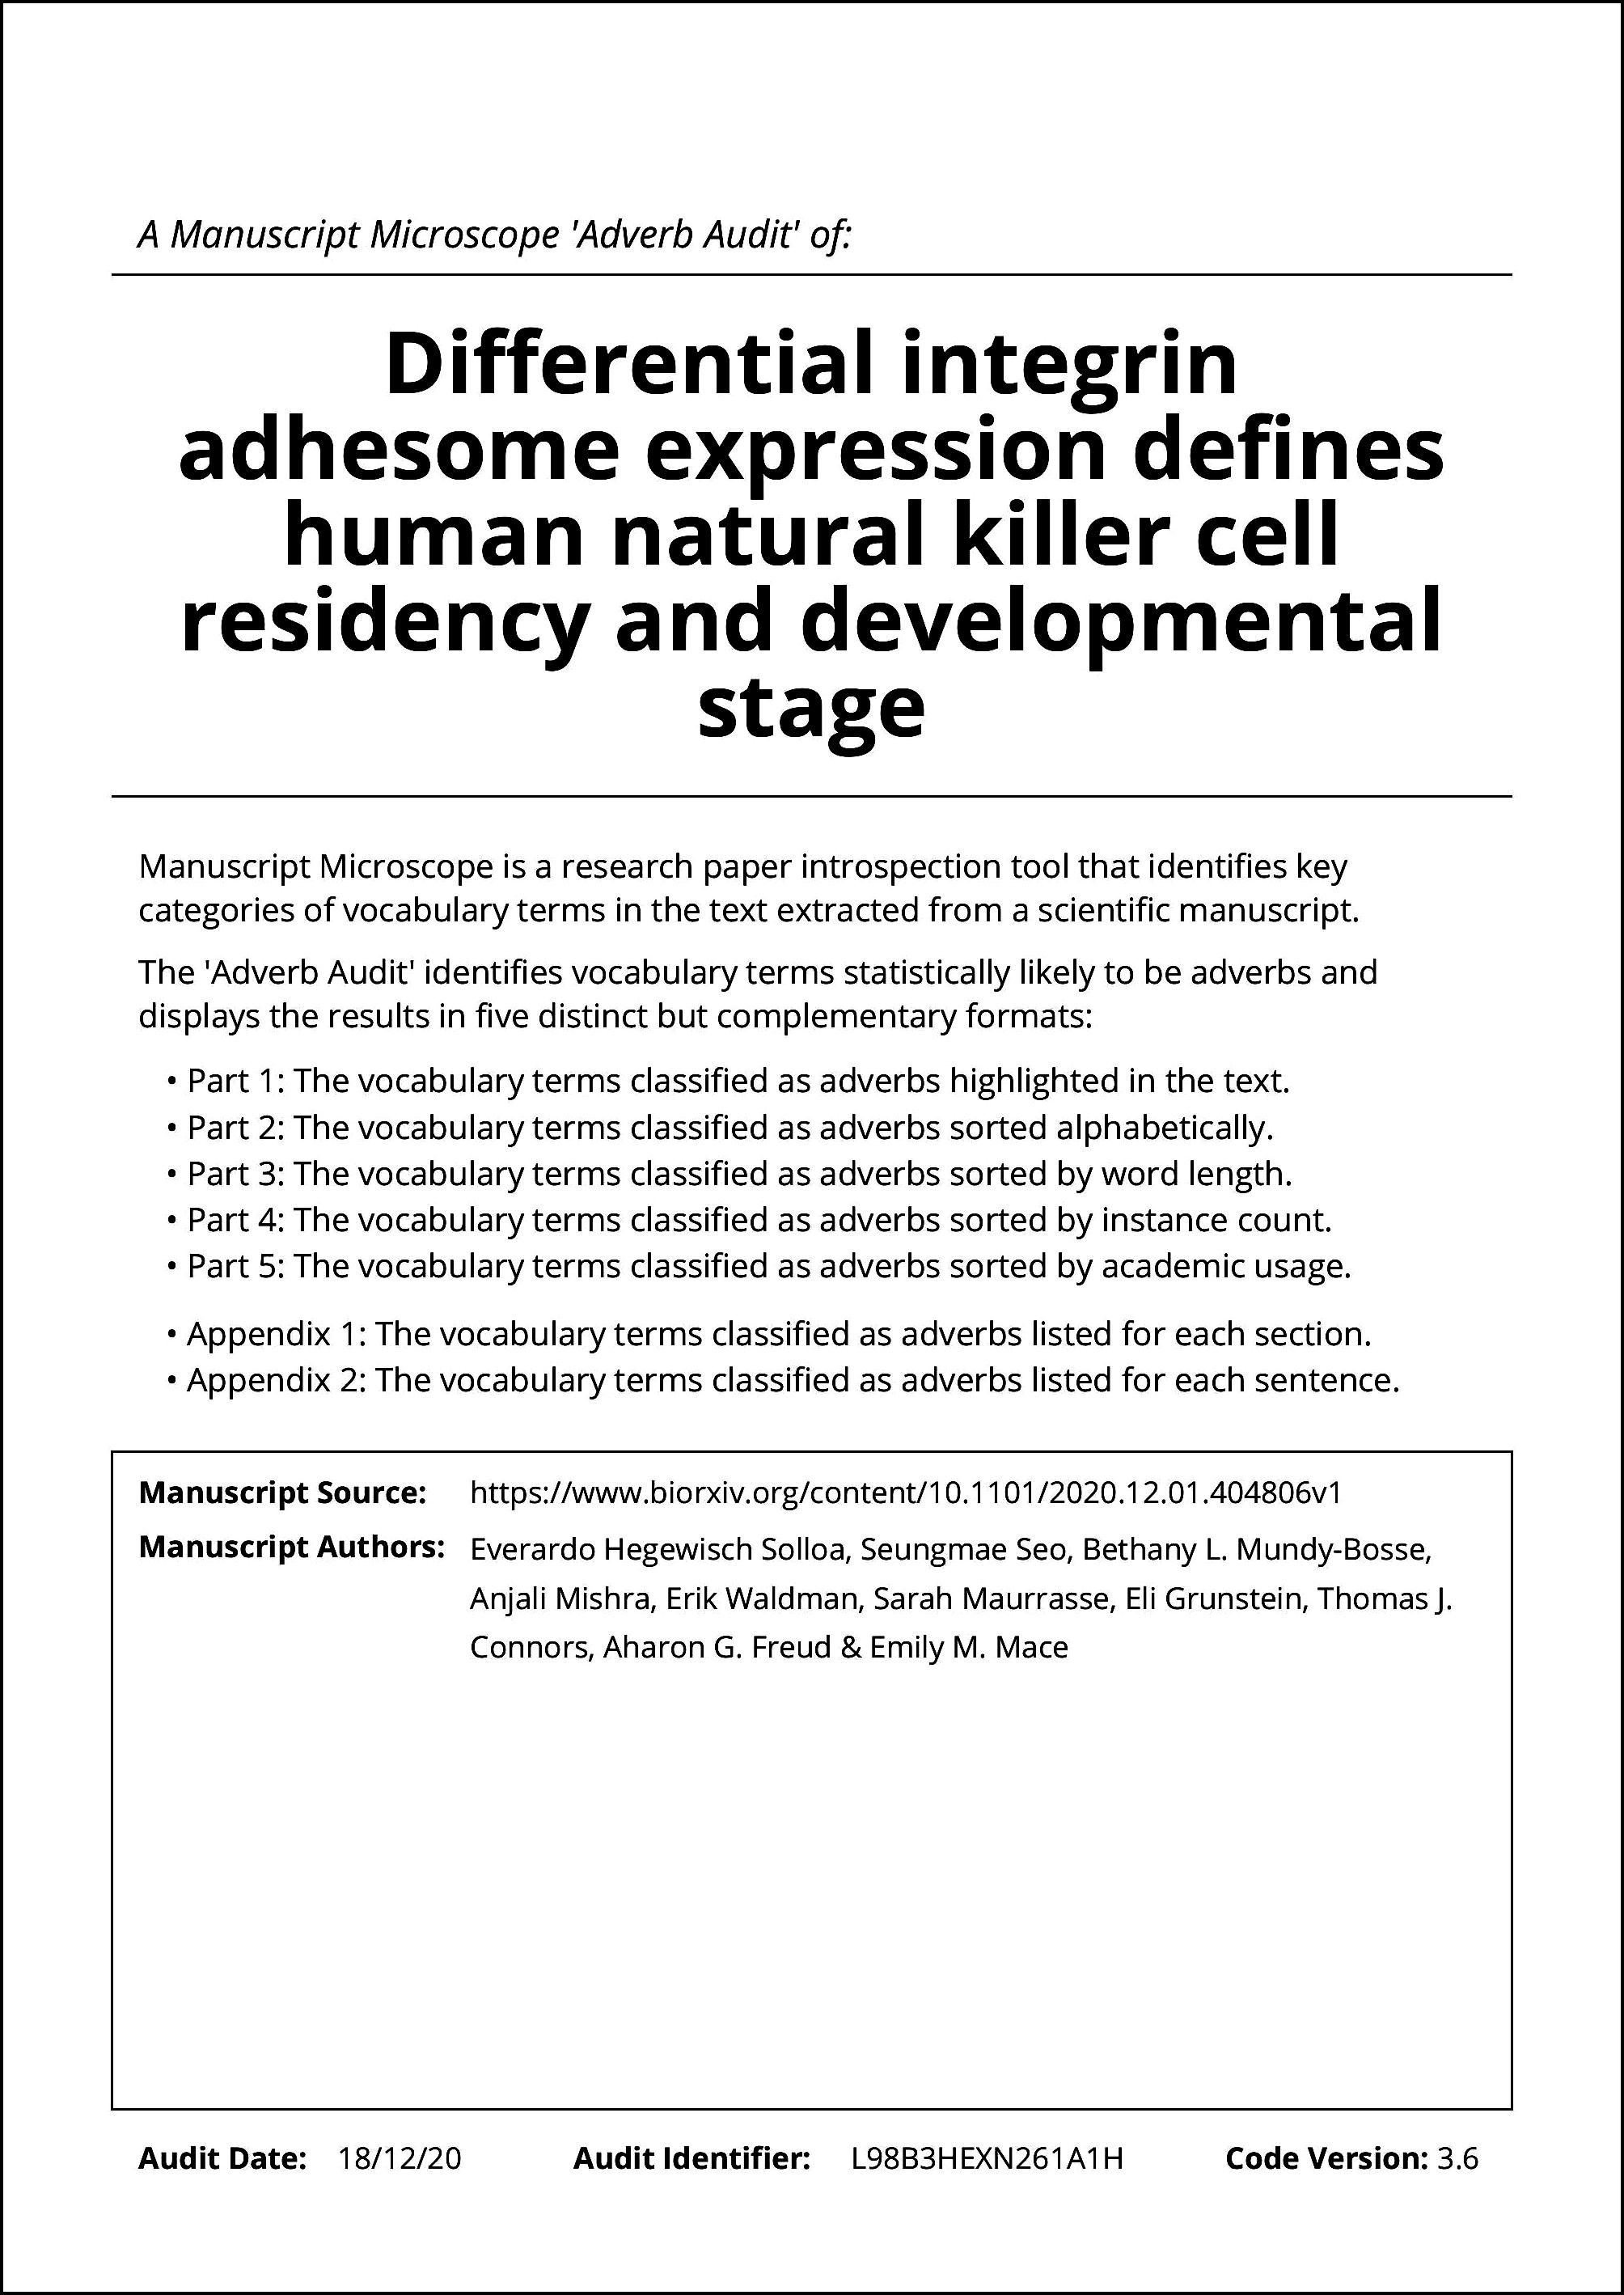 A Manuscript Microscope 'Adverb Audit' of:
Differential integrin
adhesome expression defines
human natural killer cell
residency and developmental
stage
Manuscript Microscope is a research paper introspection tool that identifies key
categories of vocabulary terms in the text extracted from a scientific manuscript.
The 'Adverb Audit' identifies vocabulary terms statistically likely to be adverbs and
displays the results in five distinct but complementary formats:
• Part 1: The vocabulary terms classified as adverbs highlighted in the text.
• Part 2: The vocabulary terms classified as adverbs sorted alphabetically.
• Part 3: The vocabulary terms classified as adverbs sorted by word length.
• Part 4: The vocabulary terms classified as adverbs sorted by instance count.
• Part 5: The vocabulary terms classified as adverbs sorted by academic usage.
• Appendix 1: The vocabulary terms classified as adverbs listed for each section.
• Appendix 2: The vocabulary terms classified as adverbs listed for each sentence.
Manuscript Source: https://www.biorxiv.org/content/10.1101/2020.12.01.404806v1
Manuscript Authors: Everardo Hegewisch Solloa, Seungmae Seo, Bethany L. Mundy-Bosse,
Anjali Mishra, Erik Waldman, Sarah Maurrasse, Eli Grunstein, Thomas J.
Connors, Aharon G. Freud & Emily M. Mace
Audit Date: 18/12/20 Audit Identifier: L98B3HEXN261A1H Code Version: 3.6